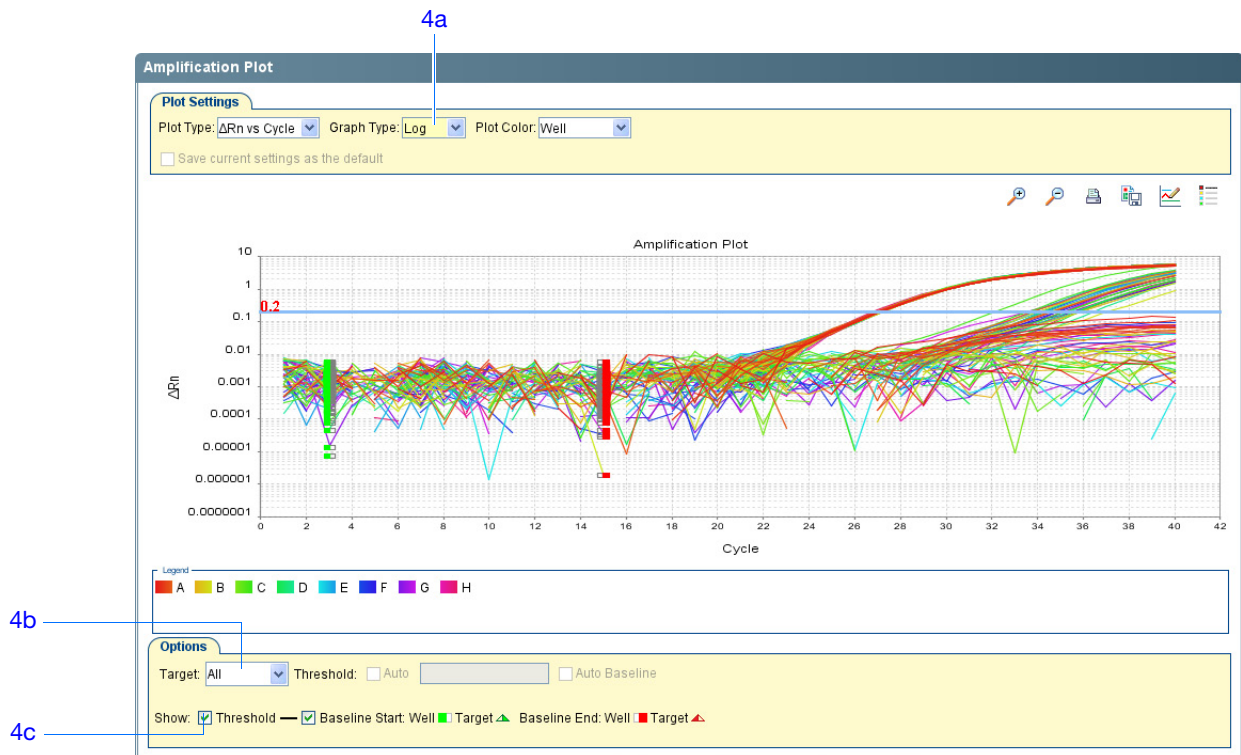 4a
Amplification Plot
Plot Settings
Plot Type: ΔRn vs Cycle Graph Type: Log Plot Color: Well
Save current settings as the default
Amplification Plot
10
1
0.2
0.1
0.01
0.001
0.0001
0.00001
0.000001
0.0000001
ΔRn
0 2 4 6 8 10 12 14 16 18 20 22 24 26 28 30 32 34 36 38 40 42
Cycle
Legend
A B C D E F G H
4b
Options
Target: All Threshold: Auto Auto Baseline
Show: Threshold Baseline Start: Well Target Baseline End: Well Target
4c